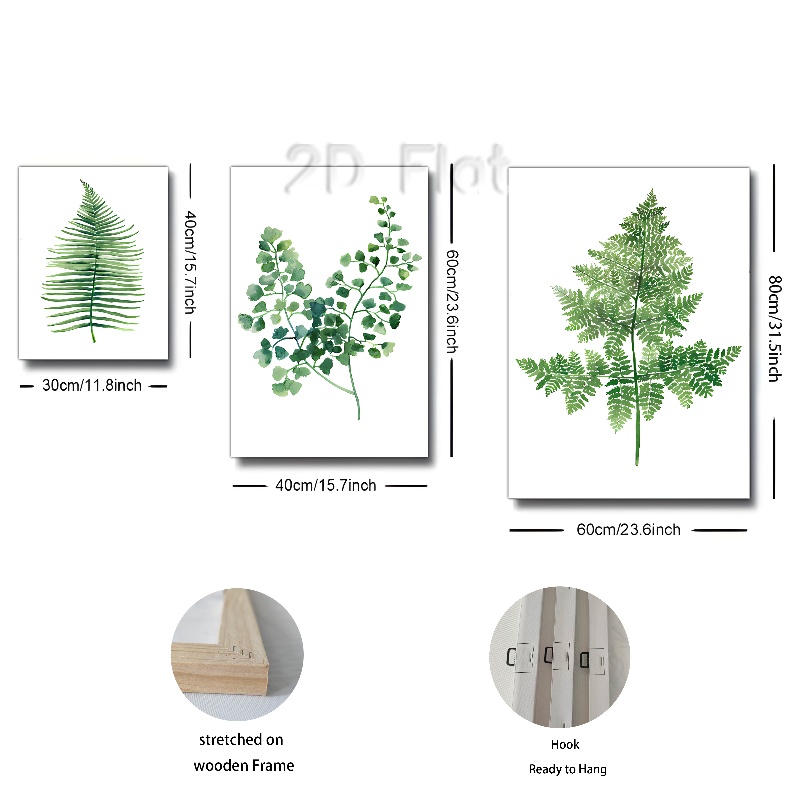 2D Flat
40cm/15.7inch
60cm/23.6inch
80cm/31.5inch
30cm/11.8inch
40cm/15.7inch
60cm/23.6inch
stretched on
wooden Frame
Hook
Ready to Hang